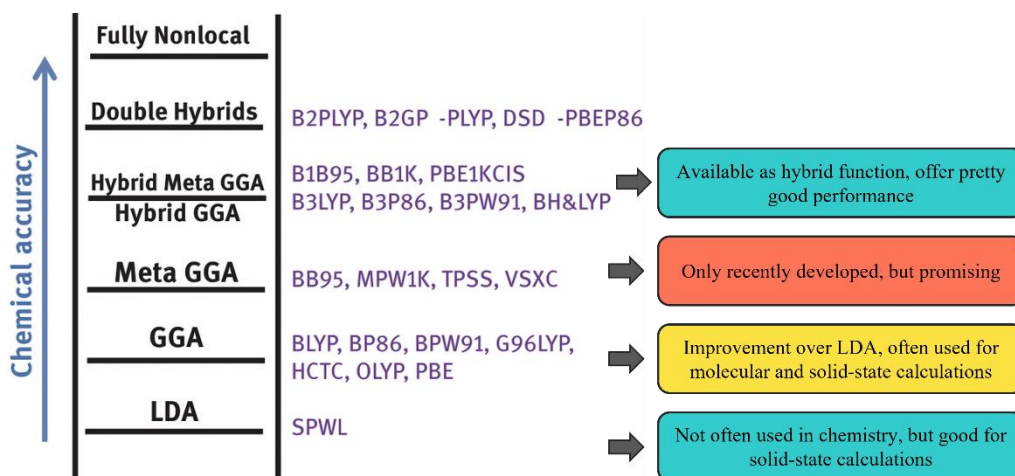 Chemical accuracy
Fully Nonlocal
Double Hybrids
B2PLYP, B2GP -PLYP, DSD -PBEP86
Hybrid Meta GGA
B1B95, BB1K, PBE1KCIS
Hybrid GGA
B3LYP, B3P86, B3PW91, BH&LYP
Available as hybrid function, offer pretty
good performance
Meta GGA
BB95, MPW1K, TPSS, VSXC
Only recently developed, but promising
GGA
BLYP, BP86, BPW91, G96LYP,
HCTC, OLYP, PBE
Improvement over LDA, often used for
molecular and solid-state calculations
LDA
SPWL
Not often used in chemistry, but good for
solid-state calculations